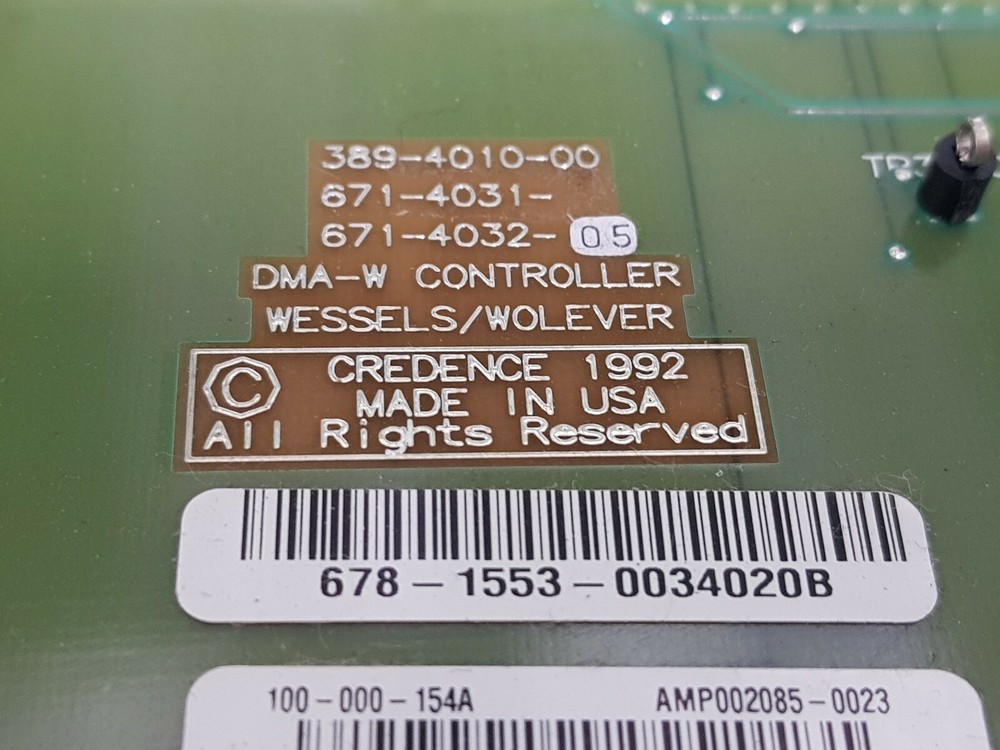 389-4010-00
671-4031-
671-4032- 05
DMA-W CONTROLLER
WESSELS/WOLEVER
© CREDENCE 1992
MADE IN USA
All Rights Reserved
678-1553-0034020B
100-000-154A AMP002085-0023